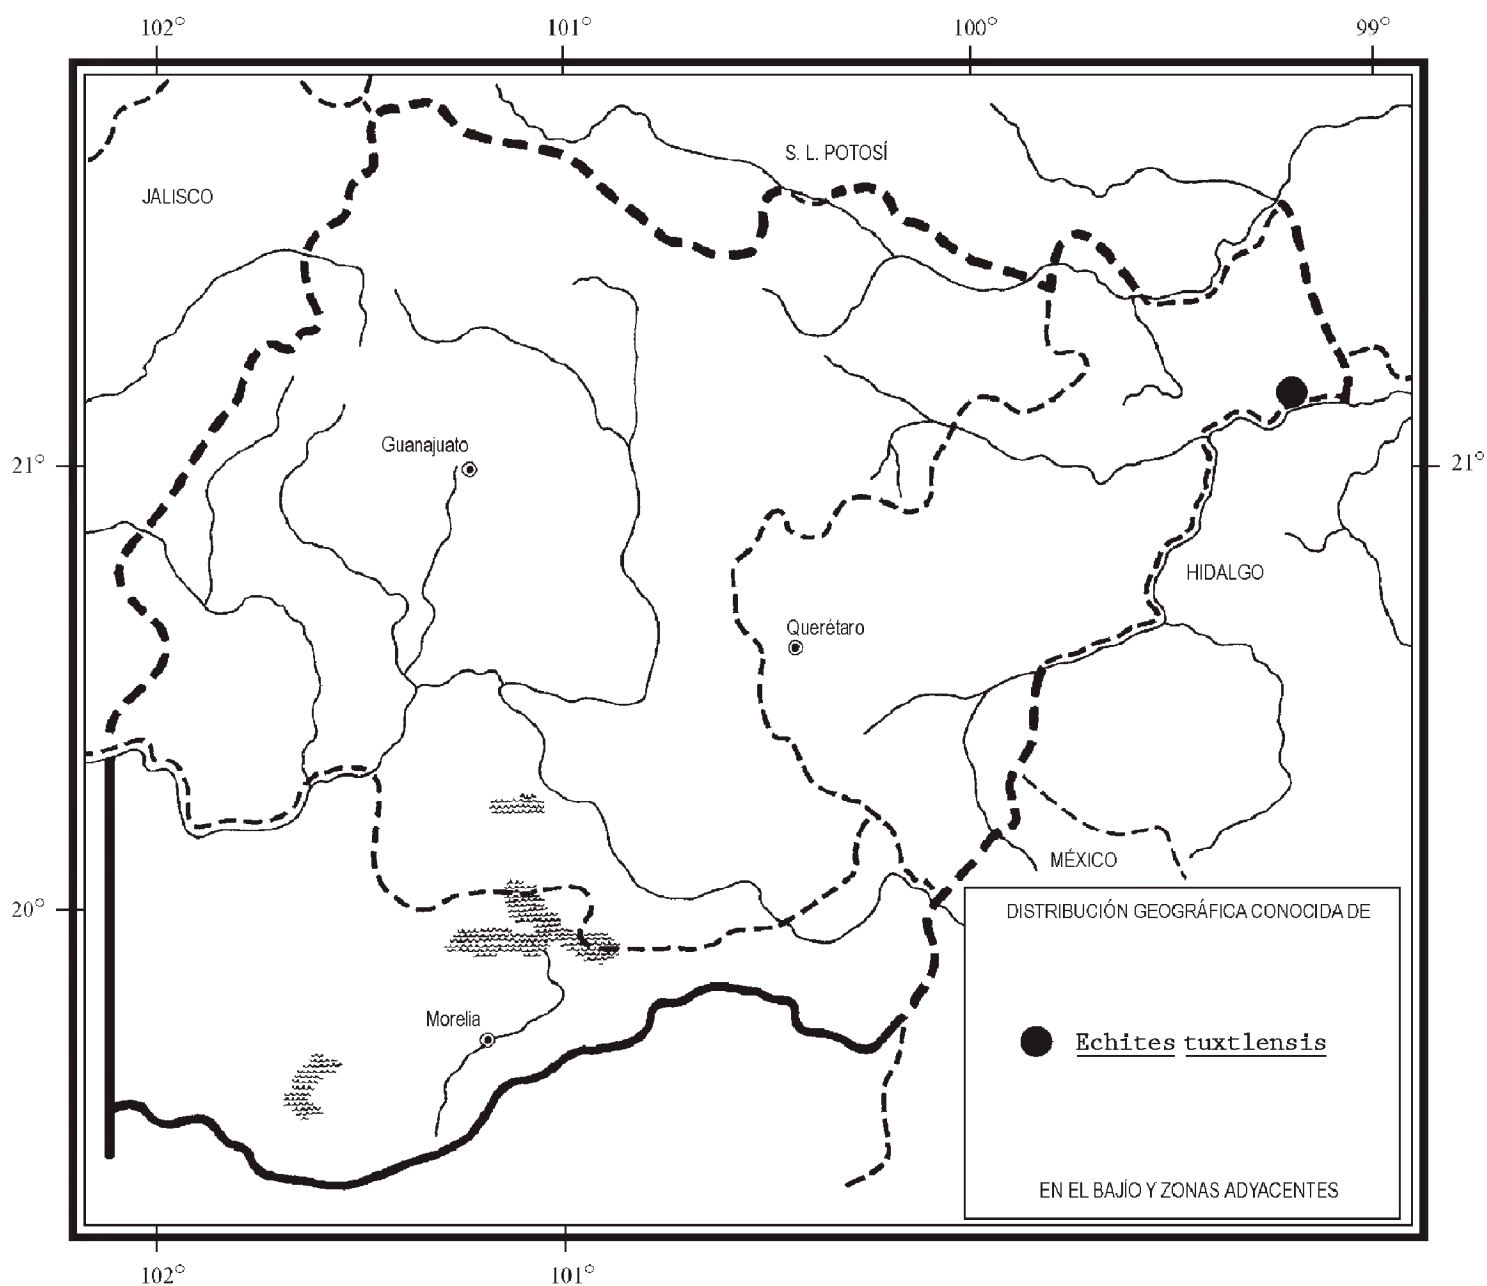 102° 101° 100° 99°
S. L. POTOSÍ
JALISCO
Guanajuato
21° 21°
HIDALGO
Querétaro
MÉXICO
20°
DISTRIBUCIÓN GEOGRÁFICA CONOCIDA DE
Morelia
Echites tuxtlensis
EN EL BAJÍO Y ZONAS ADYACENTES
102° 101°